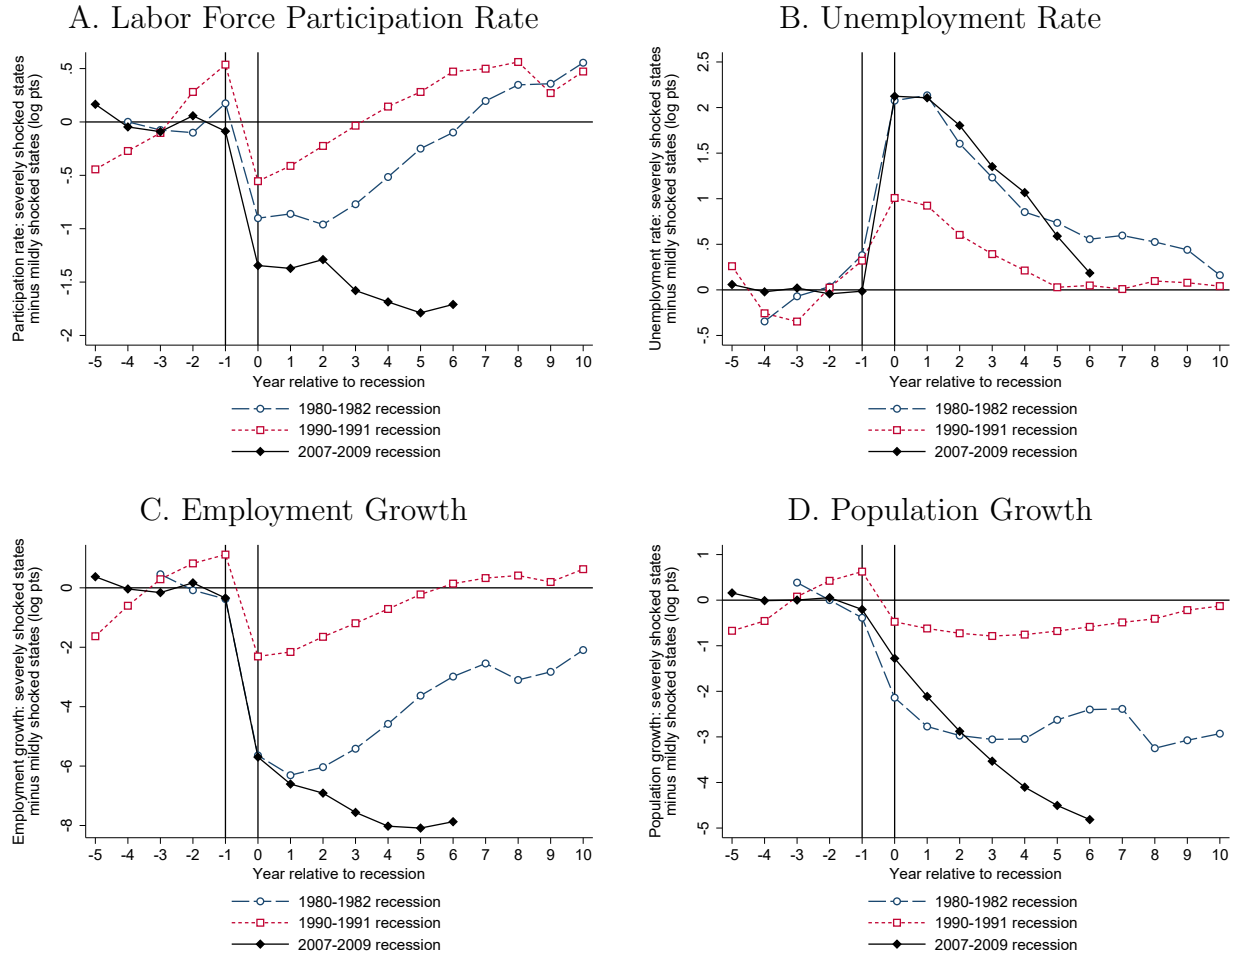 A. Labor Force Participation Rate
Participation rate: severely shocked states
minus mildly shocked states (log pts)
.5
0
-.5
-1
-1.5
-2
-5 -4 -3 -2 -1 0 1 2 3 4 5 6 7 8 9 10
Year relative to recession
1980-1982 recession
1990-1991 recession
2007-2009 recession
B. Unemployment Rate
Unemployment rate: severely shocked states
minus mildly shocked states (log pts)
2.5
2
1.5
1
.5
0
-.5
-5 -4 -3 -2 -1 0 1 2 3 4 5 6 7 8 9 10
Year relative to recession
1980-1982 recession
1990-1991 recession
2007-2009 recession
C. Employment Growth
Employment growth: severely shocked states
minus mildly shocked states (log pts)
0
-2
-4
-6
-8
-5 -4 -3 -2 -1 0 1 2 3 4 5 6 7 8 9 10
Year relative to recession
1980-1982 recession
1990-1991 recession
2007-2009 recession
D. Population Growth
Population growth: severely shocked states
minus mildly shocked states (log pts)
1
0
-1
-2
-3
-4
-5
-5 -4 -3 -2 -1 0 1 2 3 4 5 6 7 8 9 10
Year relative to recession
1980-1982 recession
1990-1991 recession
2007-2009 recession